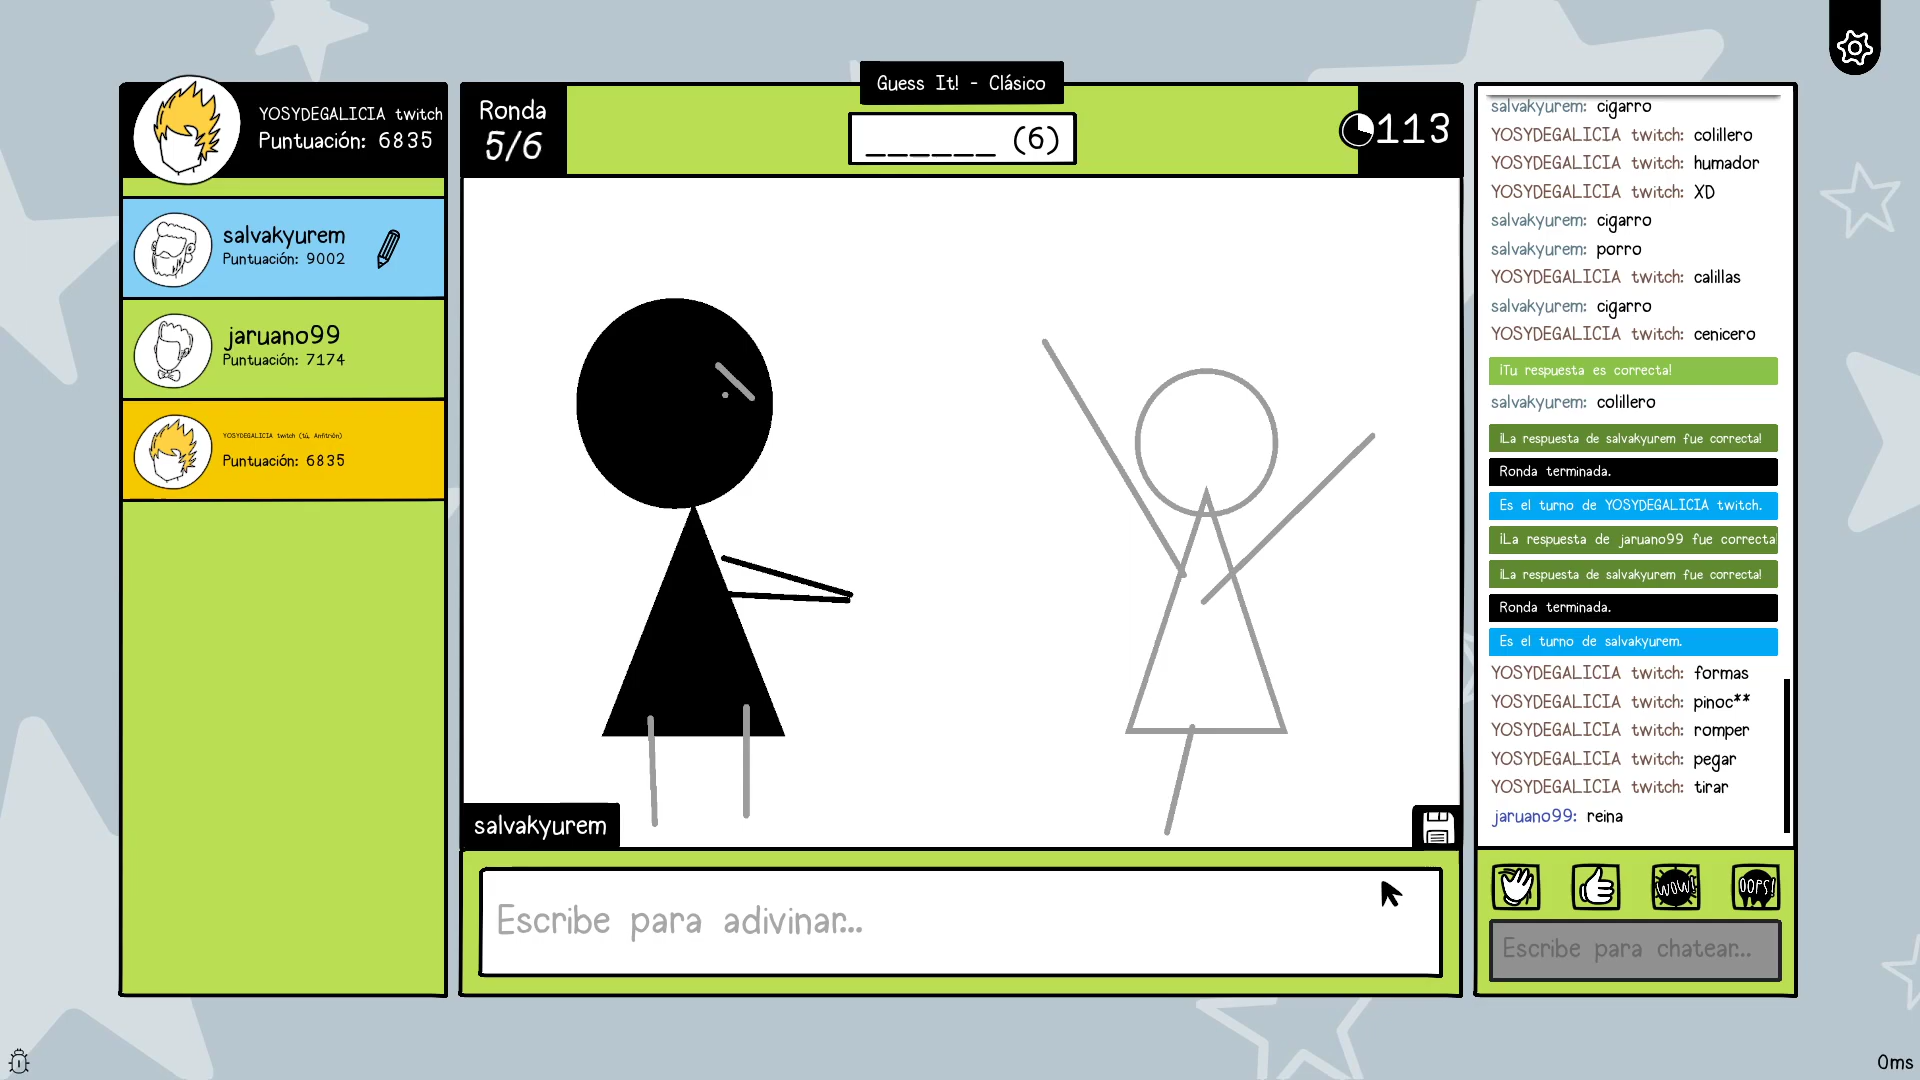 YOSYDEGALICIA twitch
Puntuación: 6835
salvakyurem
Puntuación: 9002
jaruano99
Puntuación: 7174
YOSYDEGALICIA twitch (tú, Anfitrión)
Puntuación: 6835
Ronda
5/6
Guess It! - Clásico
______ (6)
113
salvakyurem
Escribe para adivinar...
salvakyurem: cigarro
YOSYDEGALICIA twitch: colillero
YOSYDEGALICIA twitch: humador
YOSYDEGALICIA twitch: XD
salvakyurem: cigarro
salvakyurem: porro
YOSYDEGALICIA twitch: calillas
salvakyurem: cigarro
YOSYDEGALICIA twitch: cenicero
¡Tu respuesta es correcta!
salvakyurem: colillero
¡La respuesta de salvakyurem fue correcta!
Ronda terminada.
Es el turno de YOSYDEGALICIA twitch.
¡La respuesta de jaruano99 fue correcta!
¡La respuesta de salvakyurem fue correcta!
Ronda terminada.
Es el turno de salvakyurem.
YOSYDEGALICIA twitch: formas
YOSYDEGALICIA twitch: pinoc**
YOSYDEGALICIA twitch: romper
YOSYDEGALICIA twitch: pegar
YOSYDEGALICIA twitch: tirar
jaruano99: reina
WOW!
OOPS!
Escribe para chatear...
0ms